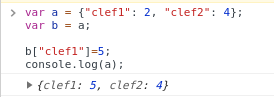 > var a = {"clef1": 2, "clef2": 4};
var b = a;
b["clef1"]=5;
console.log(a);
▶ {clef1: 5, clef2: 4}